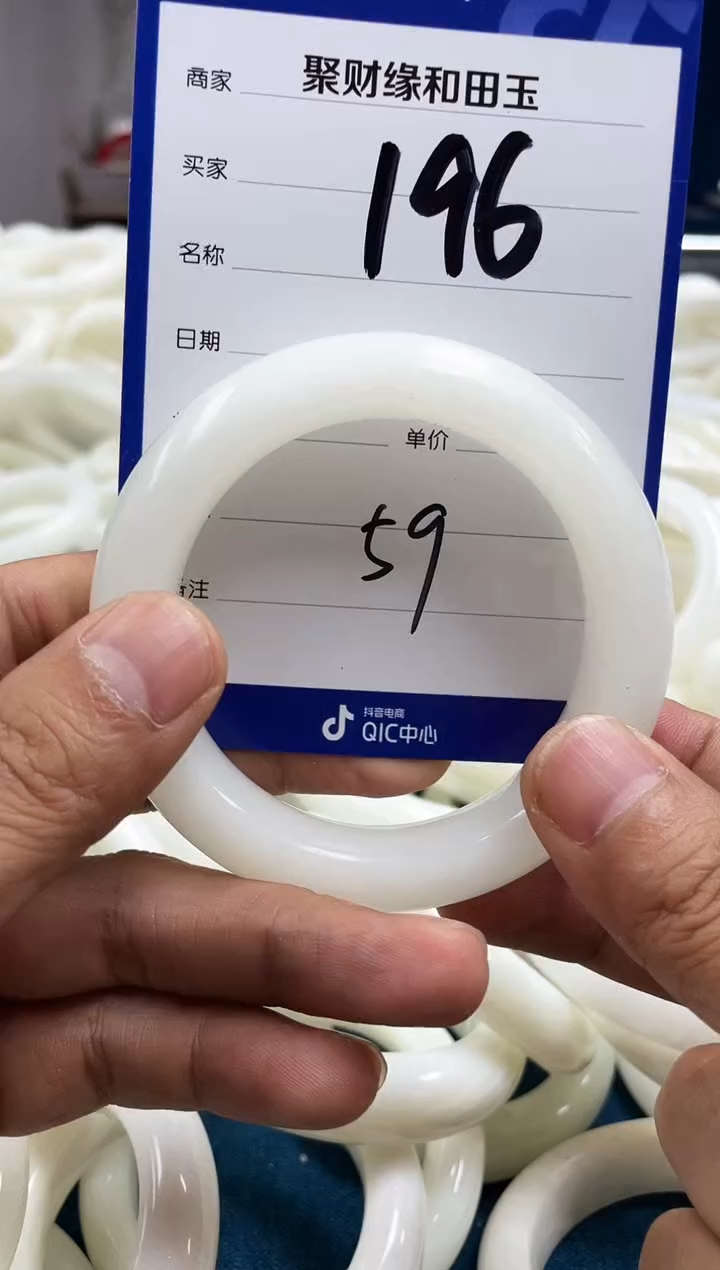 商家 聚财缘和田玉
买家 196
名称
日期
单价
59
备注
抖音电商
QIC中心